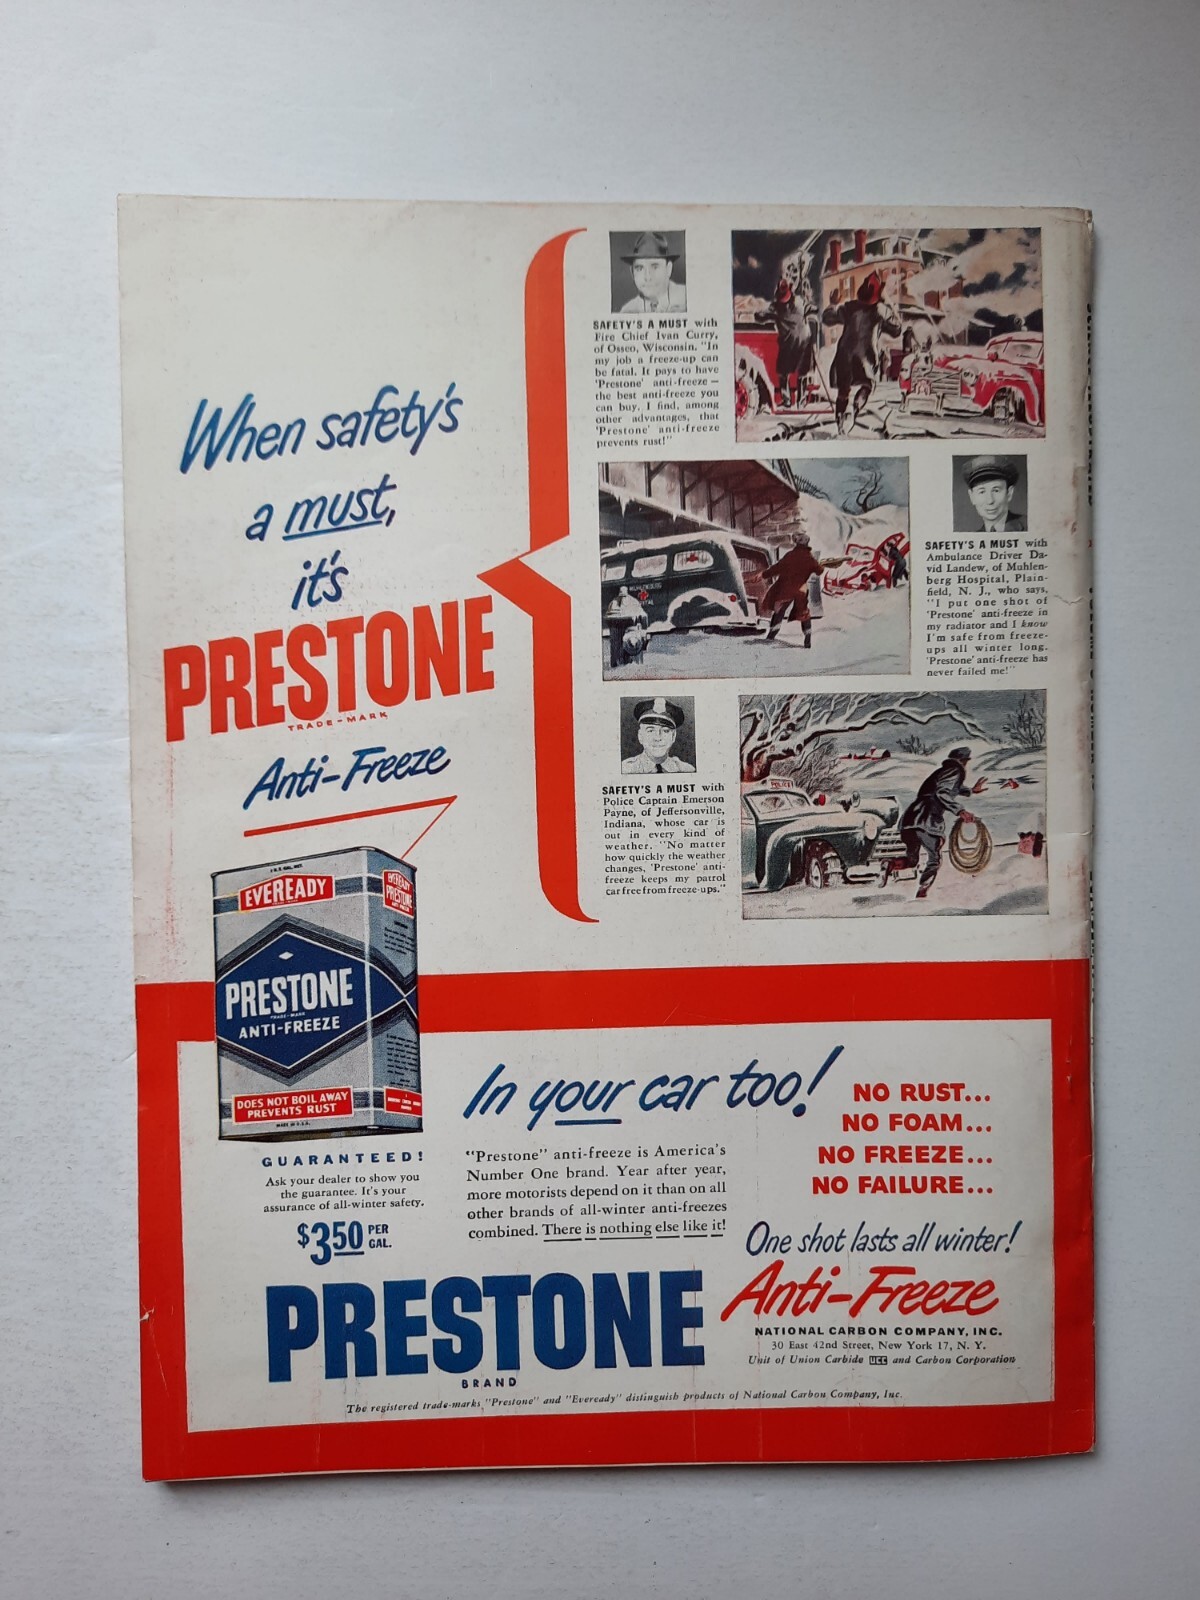 When safety's
a must,
it's
PRESTONE
TRADE-MARK
Anti-Freeze
SAFETY'S A MUST with
Fire Chief Ivan Curry,
of Osseo, Wisconsin. "In
my job a freeze-up can
be fatal. It pays to have
'Prestone' anti-freeze —
the best anti-freeze you
can buy. I find, among
other advantages, that
'Prestone' anti-freeze
prevents rust!"
SAFETY'S A MUST with
Ambulance Driver Da-
vid Landew, of Muhlen-
berg Hospital, Plain-
field, N. J., who says,
"I put one shot of
'Prestone' anti-freeze in
my radiator and I know
I'm safe from freeze-
ups all winter long.
'Prestone' anti-freeze has
never failed me!"
SAFETY'S A MUST with
Police Captain Emerson
Payne, of Jeffersonville,
Indiana, whose car is
out in every kind of
weather. "No matter
how quickly the weather
changes, 'Prestone' anti-
freeze keeps my patrol
car free from freeze-ups."
POLICE
EVEREADY
PRESTONE
TRADE-MARK
ANTI-FREEZE
DOES NOT BOIL AWAY
PREVENTS RUST
MADE IN U.S.A.
EVEREADY
PRESTONE
GUARANTEED!
Ask your dealer to show you
the guarantee. It's your
assurance of all-winter safety.
$3.50 PER
GAL.
In your car too!
"Prestone" anti-freeze is America's
Number One brand. Year after year,
more motorists depend on it than on all
other brands of all-winter anti-freezes
combined. There is nothing else like it!
NO RUST...
NO FOAM...
NO FREEZE...
NO FAILURE...
One shot lasts all winter!
PRESTONE
BRAND
Anti-Freeze
NATIONAL CARBON COMPANY, INC.
30 East 42nd Street, New York 17, N. Y.
Unit of Union Carbide UCC and Carbon Corporation
The registered trade-marks "Prestone" and "Eveready" distinguish products of National Carbon Company, Inc.